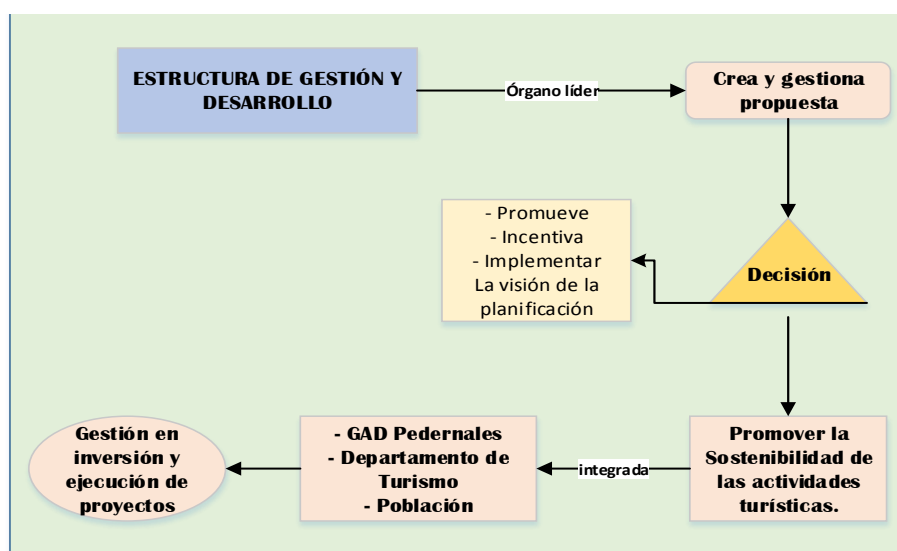 ESTRUCTURA DE GESTIÓN Y
DESARROLLO
Órgano líder
Crea y gestiona
propuesta
- Promueve
- Incentiva
- Implementar
La visión de la
planificación
Decisión
Gestión en
inversión y
ejecución de
proyectos
- GAD Pedernales
- Departamento de
Turismo
- Población
integrada
Promover la
Sostenibilidad de
las actividades
turísticas.